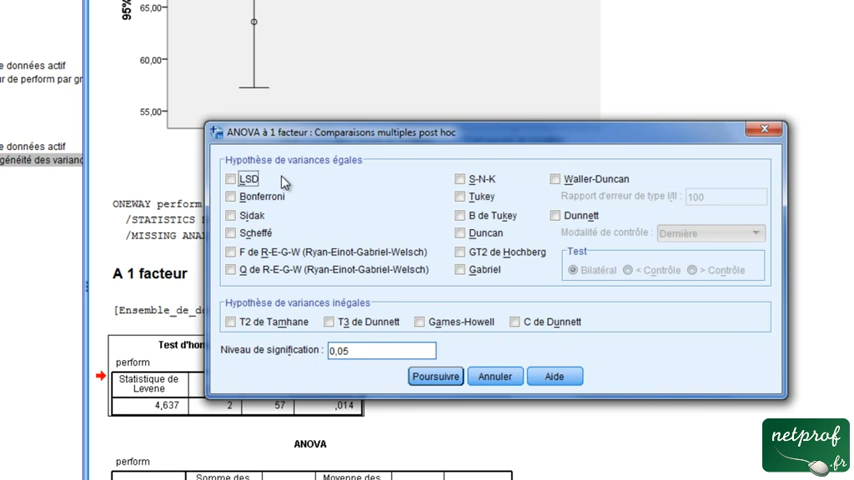 95%
65,00
60,00
55,00
e données actif
r de perform par gr
e données actif
généité des varianc
ONEWAY perform
/STATISTICS
/MISSING ANA
A 1 facteur
[Ensemble_de_do
Test d'hom
perform
Statistique de
Levene
4,637 2 57 ,014
ANOVA
perform
Somme des Moyenne des
ANOVA à 1 facteur : Comparaisons multiples post hoc
Hypothèse de variances égales
LSD S-N-K Waller-Duncan
Bonferroni Tukey Rapport d'erreur de type I/II : 100
Sidak B de Tukey Dunnett
Scheffé Duncan Modalité de contrôle : Dernière
F de R-E-G-W (Ryan-Einot-Gabriel-Welsch) GT2 de Hochberg Test
Q de R-E-G-W (Ryan-Einot-Gabriel-Welsch) Gabriel Bilatéral < Contrôle > Contrôle
Hypothèse de variances inégales
T2 de Tamhane T3 de Dunnett Games-Howell C de Dunnett
Niveau de signification : 0,05
Poursuivre Annuler Aide
netprof
.fr